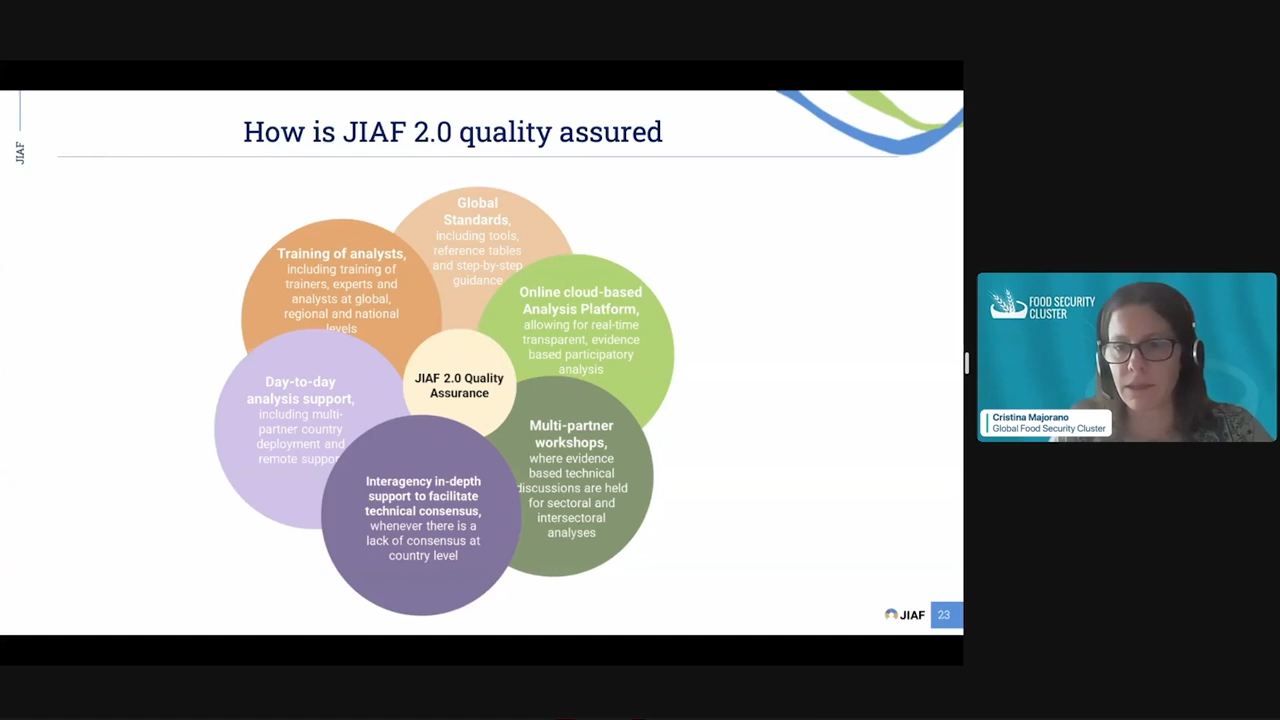 JIAF
How is JIAF 2.0 quality assured
Global
Standards,
including tools,
reference tables
and step-by-step
guidance
Training of analysts,
including training of
trainers, experts and
analysts at global,
regional and national
levels
Online cloud-based
Analysis Platform,
allowing for real-time
transparent, evidence
based participatory
analysis
JIAF 2.0 Quality
Assurance
Day-to-day
analysis support,
including multi-
partner country
deployment and
remote suppor
Multi-partner
workshops,
where evidence
based technical
discussions are held
for sectoral and
intersectoral
analyses
Interagency in-depth
support to facilitate
technical consensus,
whenever there is a
lack of consensus at
country level
JIAF
23
FOOD SECURITY
CLUSTER
Cristina Majorano
Global Food Security Cluster